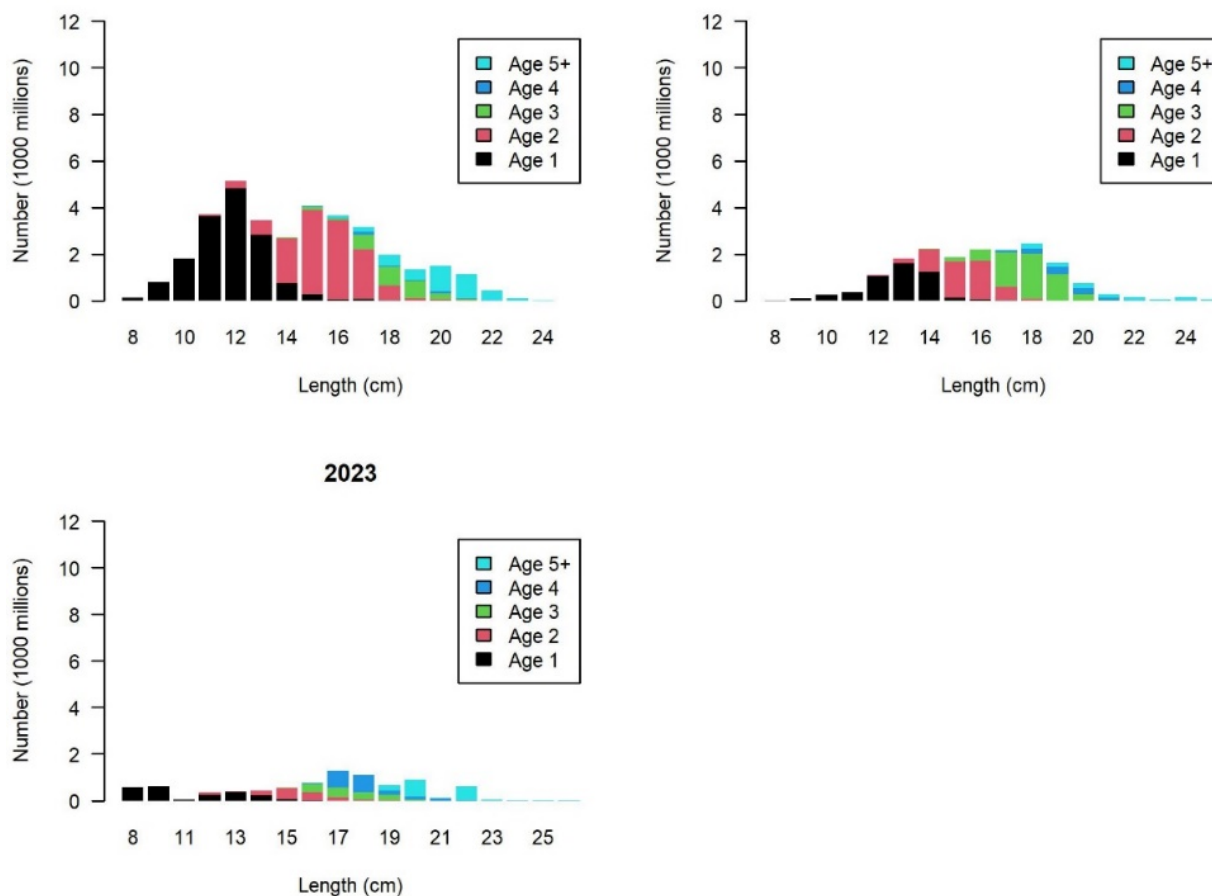 12
10
8
6
4
2
0
Number (1000 millions)
Age 5+
Age 4
Age 3
Age 2
Age 1
8 10 12 14 16 18 20 22 24
Length (cm)
12
10
8
6
4
2
0
Number (1000 millions)
Age 5+
Age 4
Age 3
Age 2
Age 1
8 10 12 14 16 18 20 22 24
Length (cm)
2023
12
10
8
6
4
2
0
Number (1000 millions)
Age 5+
Age 4
Age 3
Age 2
Age 1
8 11 13 15 17 19 21 23 25
Length (cm)